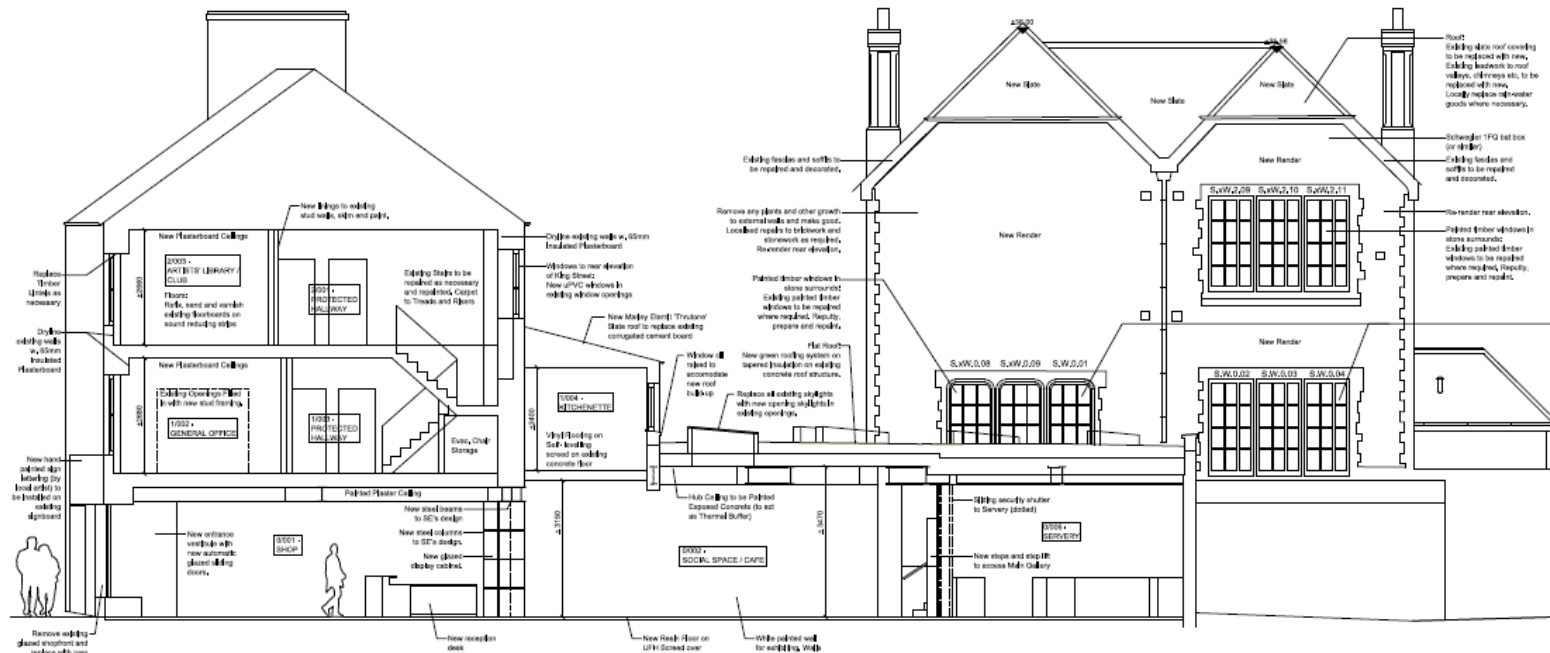 ±36.00
±35.56
Roof:
Existing slate roof covering
to be replaced with new.
Existing leadwork to roof
valleys, chimneys etc. to be
replaced with new.
Locally replace rain-water
goods where necessary.
New Slate
New Slate
New Slate
Schwegler 1FQ bat box
(or similar)
Existing fascias and soffits to
be repaired and decorated.
New Render
Existing fascias and
soffits to be repaired
and decorated.
S.xW.2.09
S.xW.2.10
S.xW.2.11
New linings to existing
stud walls, skim and paint.
Remove any plants and other growth
to external walls and make good.
Localised repairs to brickwork and
stonework as required.
Re-render rear elevation.
Re-render rear elevation.
New Plasterboard Ceilings
Dryline existing walls w. 65mm
Insulated Plasterboard
New Render
Painted timber windows in
stone surrounds:
Existing painted timber
windows to be repaired
where required. Reputty,
prepare and repaint.
2/003 -
ARTISTS' LIBRARY /
CLUB
Floors:
Refix, sand and varnish
existing floorboards on
sound reducing strips
Replace
Timber
Lintels as
necessary
2/001 -
PROTECTED
HALLWAY
Existing Stairs to be
repaired as necessary
and repainted. Carpet
to Treads and Risers
Windows to rear elevation
of King Street:
New uPVC windows in
existing window openings
Painted timber windows in
stone surrounds:
Existing painted timber
windows to be repaired
where required. Reputty,
prepare and repaint.
New Marley Eternit 'Thrutone'
Slate roof to replace existing
corrugated cement board
Dryline
existing walls
w. 65mm
Insulated
Plasterboard
New Render
Flat Roof:
New green roofing system on
tapered insulation on existing
concrete roof structure.
Window cill
raised to
accomodate
new roof
build-up
New Plasterboard Ceilings
S.xW.0.08
S.xW.0.09
S.W.0.01
S.W.0.02
S.W.0.03
S.W.0.04
Existing Openings Filled
in with new stud framing.
1/002 -
GENERAL OFFICE
1/003 -
PROTECTED
HALLWAY
1/004 -
KITCHENETTE
±2400
Replace all existing skylights
with new opening skylights in
existing openings.
Evac. Chair
Storage
Vinyl Flooring on
Self- levelling
screed on existing
concrete floor
New hand
painted sign
lettering (by
local artist) to
be installed on
existing
signboard
Painted Plaster Ceiling
New steel beams
to SE's design
Hub Ceiling to be Painted
Exposed Concrete (to act
as Thermal Buffer)
Sliding security shutter
to Servery (dotted)
±3150
±3470
New entrance
vestibule with
new automatic
glazed sliding
doors.
0/001 -
SHOP
New steel columns
to SE's design.
New glazed
display cabinet.
0/002 -
SOCIAL SPACE / CAFE
SERVERY
New steps and step lift
to access Main Gallery
Remove existing
glazed shopfront and
replace with new
New reception
desk
New Resin Floor on
UFH Screed over
White painted wall
for exhibiting. Walls